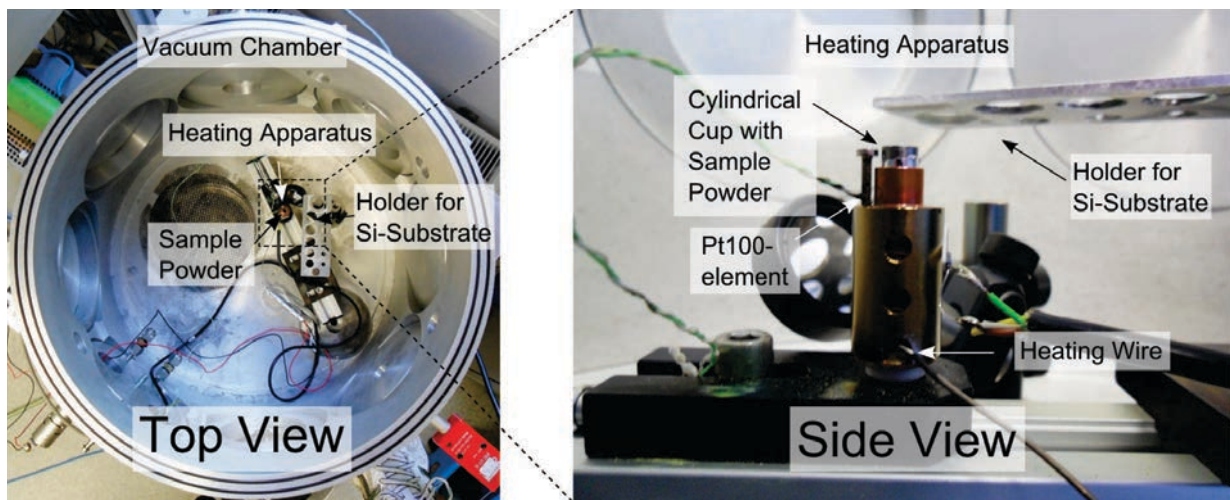 Vacuum Chamber
Heating Apparatus
Holder for
Si-Substrate
Sample
Powder
Top View
Heating Apparatus
Cylindrical
Cup with
Sample
Powder
Holder for
Si-Substrate
Pt100-
element
Heating Wire
Side View